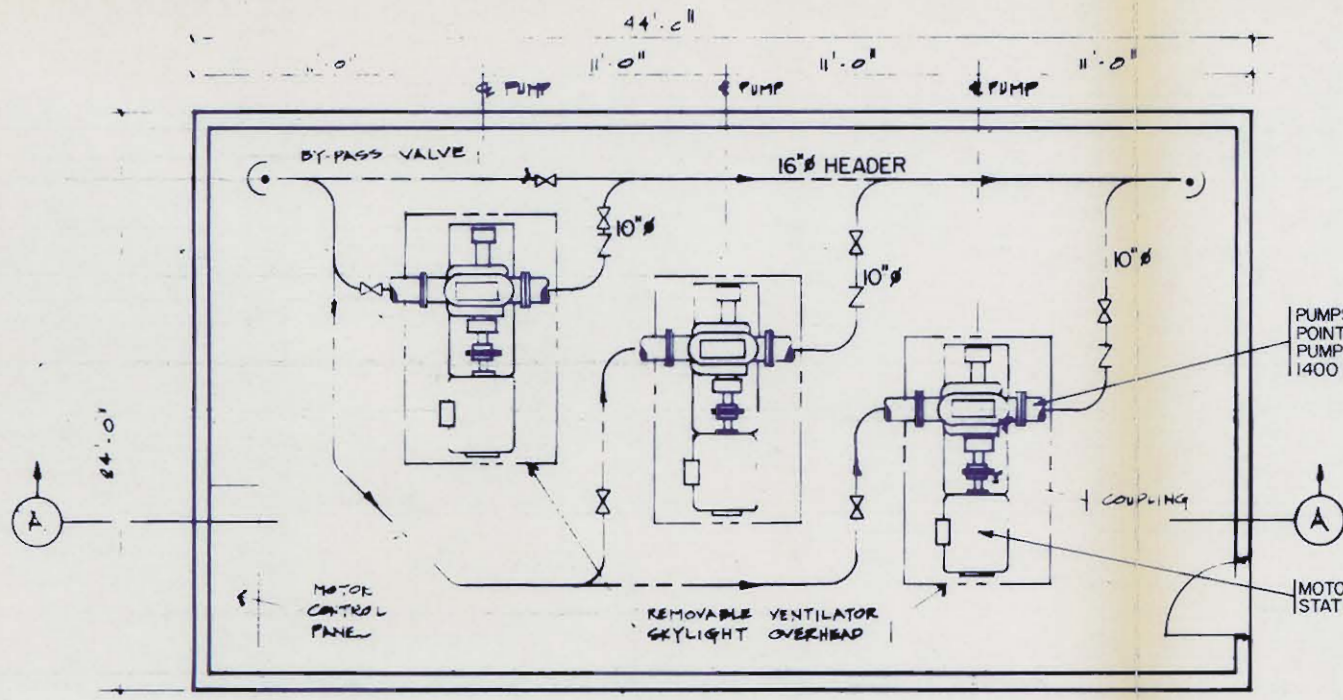 44'-0"
11'-0" 11'-0" 11'-0"
℄ PUMP ℄ PUMP ℄ PUMP
BY-PASS VALVE
16"ø HEADER
10"ø
10"ø
10"ø
PUMP
POINT
PUMP
1400
24'-0"
A
COUPLING
A
MOTOR
CONTROL
PANEL
REMOVABLE VENTILATOR
SKYLIGHT OVERHEAD
MOTO
STAT